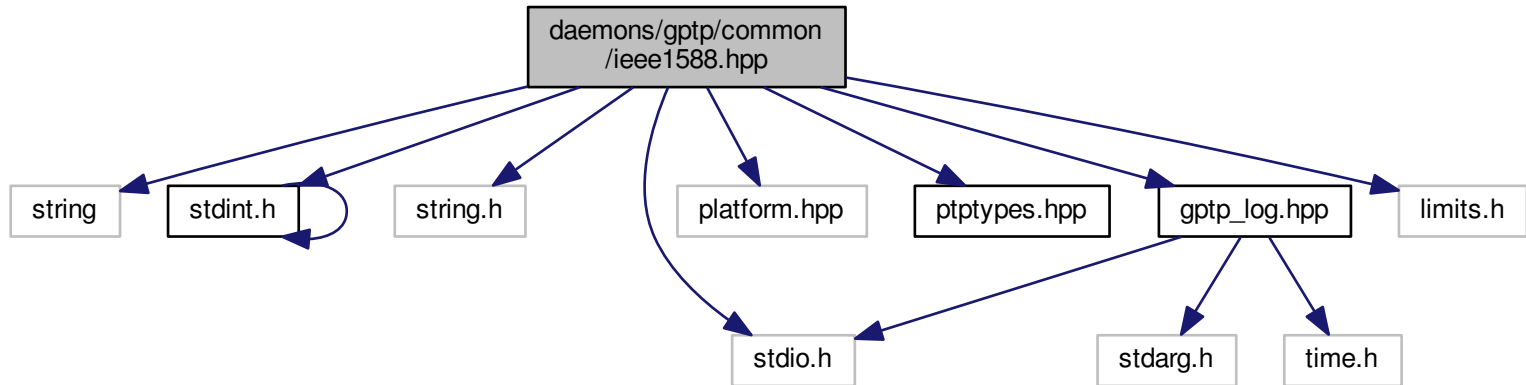 daemons/gptp/common
/ieee1588.hpp
string
stdint.h
string.h
platform.hpp
ptptypes.hpp
gptp_log.hpp
limits.h
stdio.h
stdarg.h
time.h